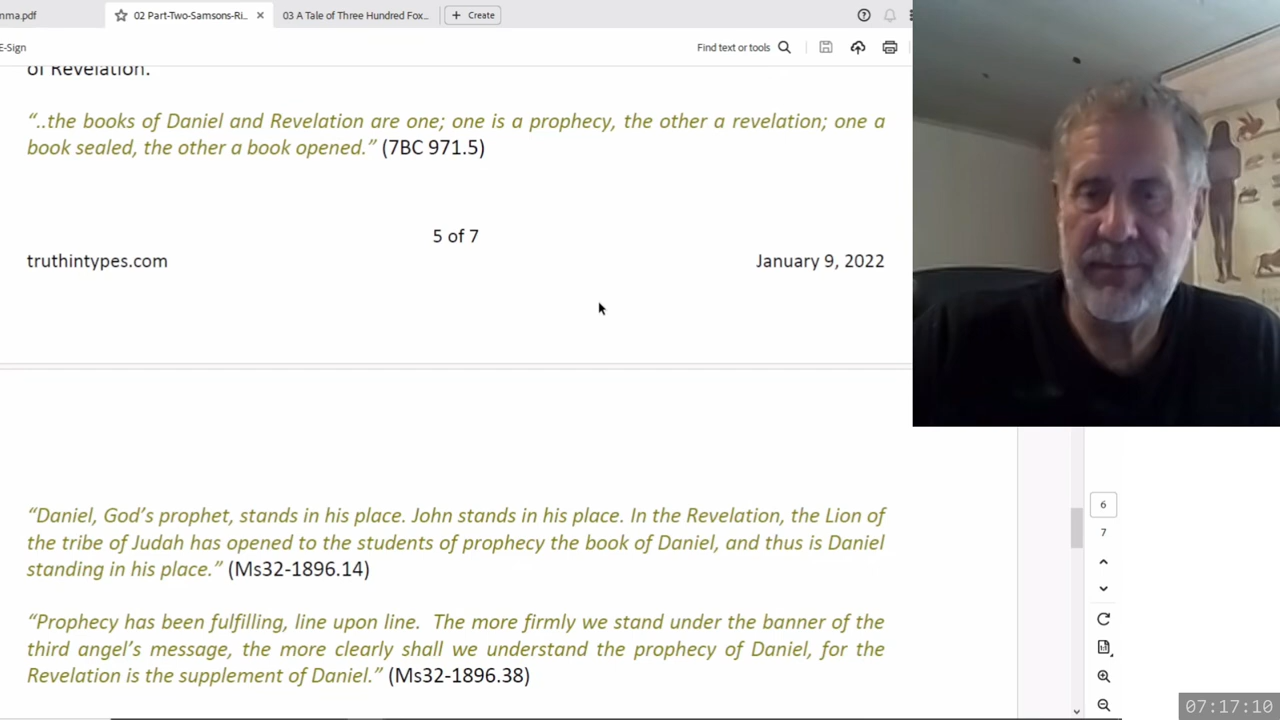 mma.pdf
02 Part-Two-Samsons-Ri...
03 A Tale of Three Hundred Fox...
Create
E-Sign
Find text or tools
of Revelation.
“..the books of Daniel and Revelation are one; one is a prophecy, the other a revelation; one a
book sealed, the other a book opened.” (7BC 971.5)
5 of 7
truthintypes.com
January 9, 2022
“Daniel, God’s prophet, stands in his place. John stands in his place. In the Revelation, the Lion of
the tribe of Judah has opened to the students of prophecy the book of Daniel, and thus is Daniel
standing in his place.” (Ms32-1896.14)
“Prophecy has been fulfilling, line upon line.  The more firmly we stand under the banner of the
third angel’s message, the more clearly shall we understand the prophecy of Daniel, for the
Revelation is the supplement of Daniel.” (Ms32-1896.38)
6
7
07:17:10